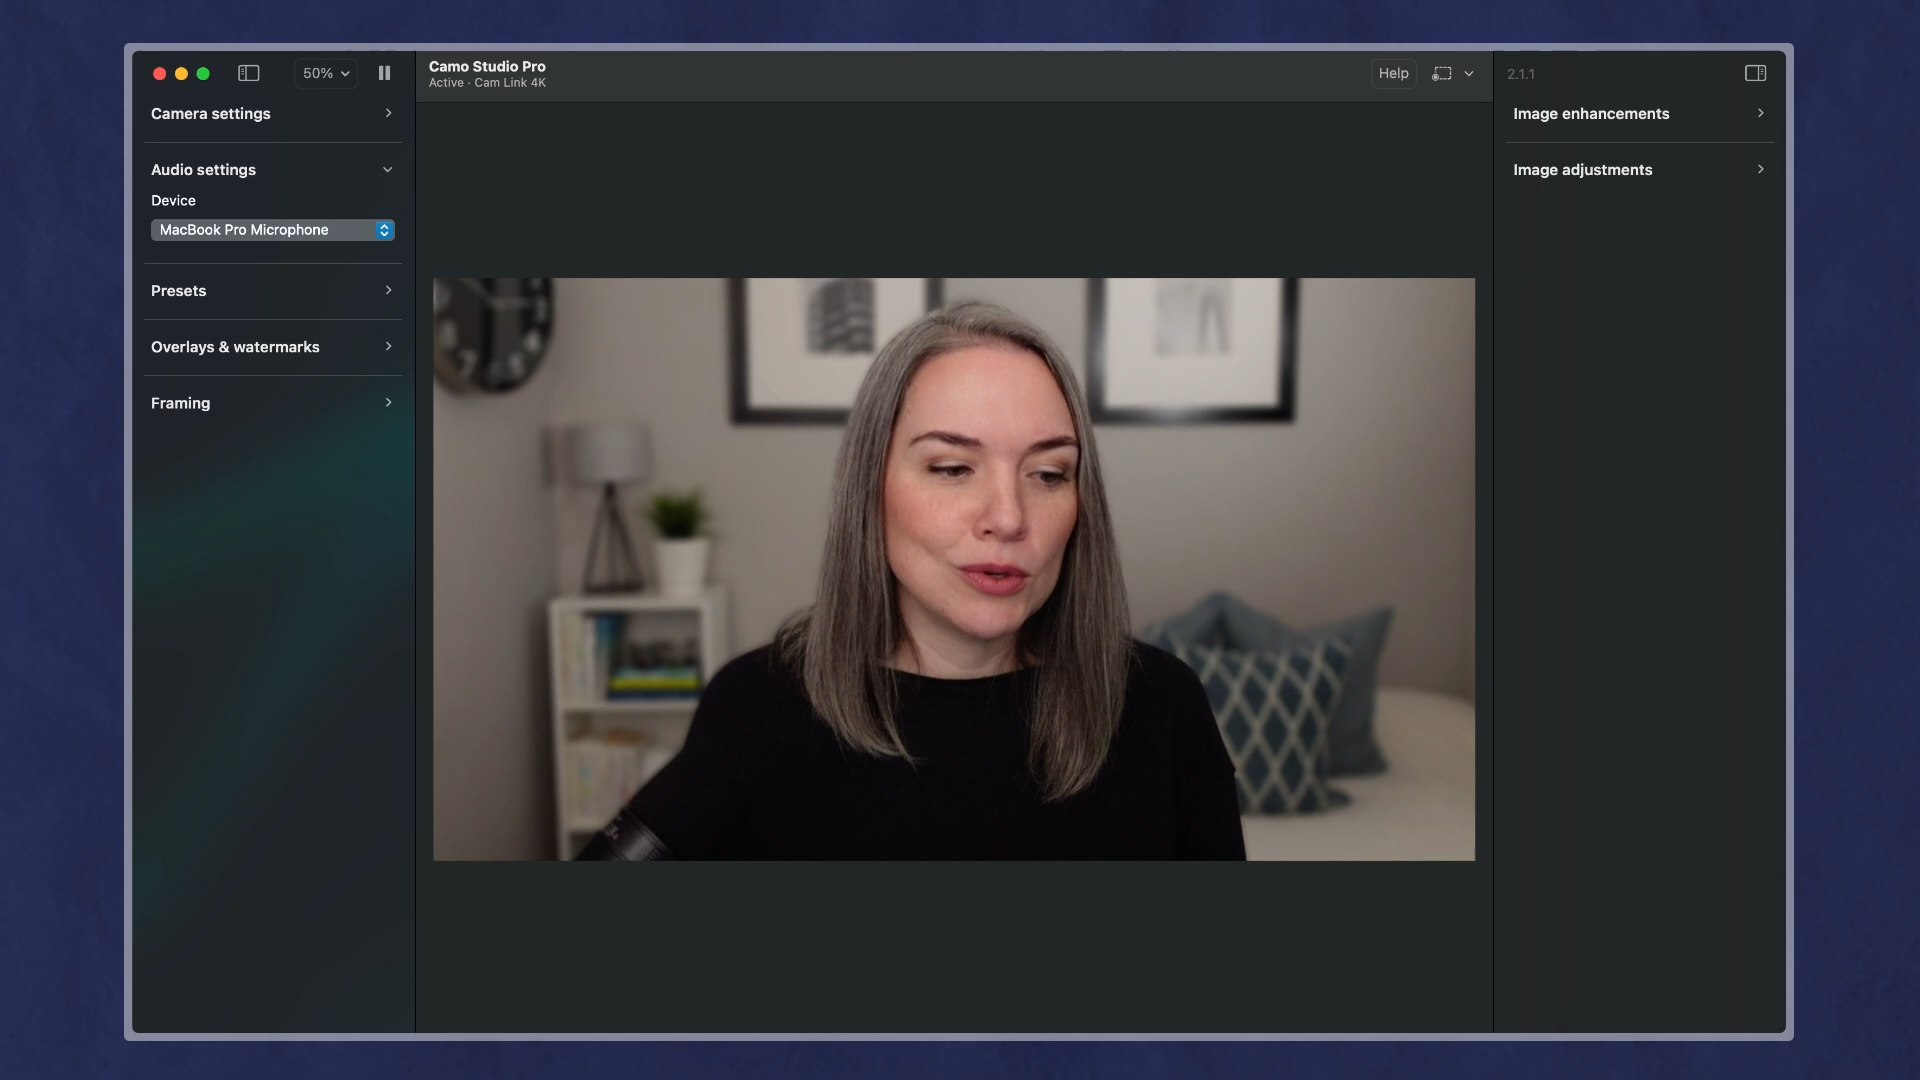 50%
Camera settings
Audio settings
Device
MacBook Pro Microphone
Presets
Overlays & watermarks
Framing
Camo Studio Pro
Active · Cam Link 4K
Help
2.1.1
Image enhancements
Image adjustments